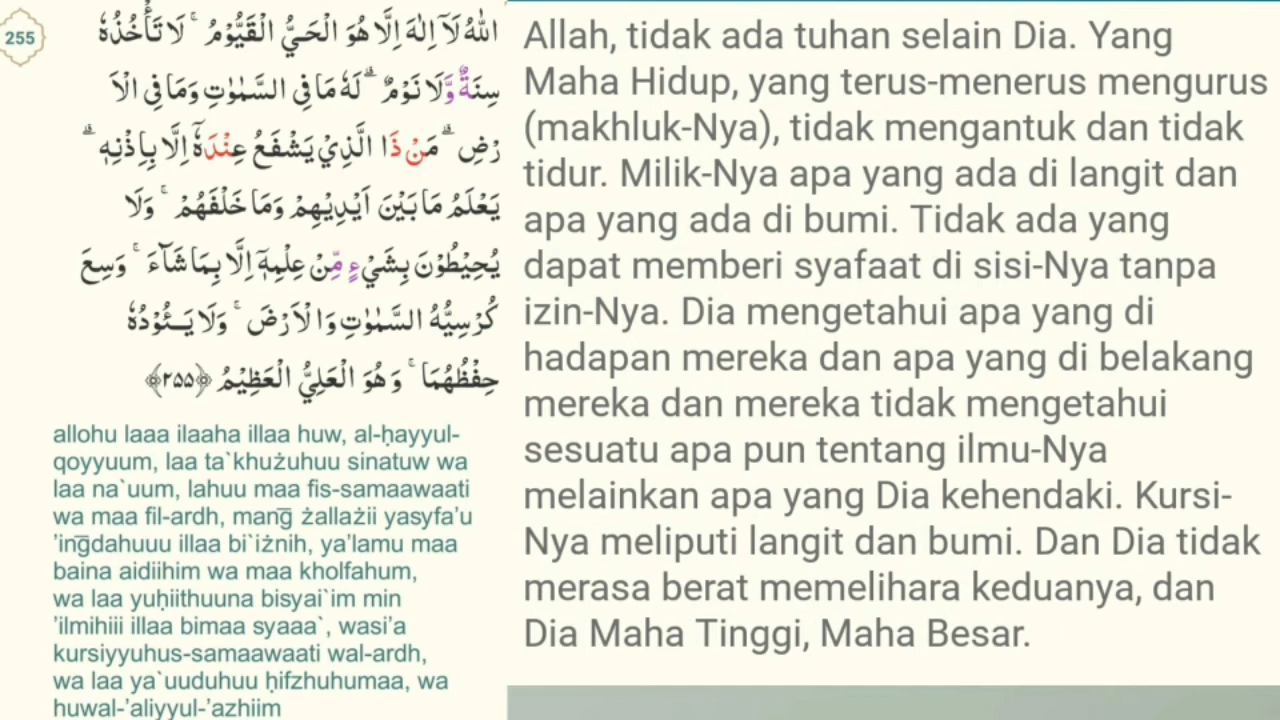 255
اللهُ لَآ اِلٰهَ اِلَّا هُوَ الْحَيُّ الْقَيُّوْمُ ۚ لَا تَأْخُذُهٗ
سِنَةٌ وَّلَا نَوْمٌ ۗ لَهٗ مَا فِى السَّمٰوٰتِ وَمَا فِى الْاَ
رْضِ ۗ مَنْ ذَا الَّذِيْ يَشْفَعُ عِنْدَهٗٓ اِلَّا بِاِذْنِهٖ ۗ
يَعْلَمُ مَا بَيْنَ اَيْدِيْهِمْ وَمَا خَلْفَهُمْ ۚ وَلَا
يُحِيْطُوْنَ بِشَيْءٍ مِّنْ عِلْمِهٖٓ اِلَّا بِمَا شَآءَ ۚ وَسِعَ
كُرْسِيُّهُ السَّمٰوٰتِ وَا لْاَرْضَ ۚ وَلَا يَــئُوْدُهٗ
حِفْظُهُمَا ۚ وَ هُوَ الْعَلِيُّ الْعَظِيْمُ ﴿٢٥٥﴾
allohu laaa ilaaha illaa huw, al-ḥayyul-
qoyyuum, laa ta`khużuhuu sinatuw wa
laa na`uum, lahuu maa fis-samaawaati
wa maa fil-ardh, mang̅ żallażii yasyfa'u
'ing̅dahuuu illaa bi`iżnih, ya'lamu maa
baina aidiihim wa maa kholfahum,
wa laa yuḥiithuuna bisyai`im min
'ilmihiii illaa bimaa syaaa`, wasi'a
kursiyyuhus-samaawaati wal-ardh,
wa laa ya`uuduhuu ḥifzhuhumaa, wa
huwal-'aliyyul-'azhiim
Allah, tidak ada tuhan selain Dia. Yang
Maha Hidup, yang terus-menerus mengurus
(makhluk-Nya), tidak mengantuk dan tidak
tidur. Milik-Nya apa yang ada di langit dan
apa yang ada di bumi. Tidak ada yang
dapat memberi syafaat di sisi-Nya tanpa
izin-Nya. Dia mengetahui apa yang di
hadapan mereka dan apa yang di belakang
mereka dan mereka tidak mengetahui
sesuatu apa pun tentang ilmu-Nya
melainkan apa yang Dia kehendaki. Kursi-
Nya meliputi langit dan bumi. Dan Dia tidak
merasa berat memelihara keduanya, dan
Dia Maha Tinggi, Maha Besar.